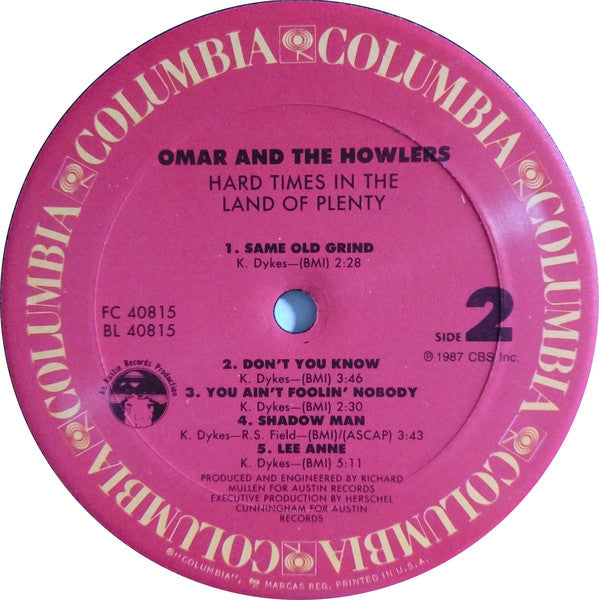 COLUMBIA COLUMBIA COLUMBIA COLUMBIA COLUMBIA COLUMBIA
OMAR AND THE HOWLERS
HARD TIMES IN THE
LAND OF PLENTY
1. SAME OLD GRIND
K. Dykes—(BMI) 2:28
FC 40815
BL 40815
SIDE 2
℗ 1987 CBS Inc.
An Austin Records Production
2. DON'T YOU KNOW
K. Dykes—(BMI) 3:46
3. YOU AIN'T FOOLIN' NOBODY
K. Dykes—(BMI) 2:30
4. SHADOW MAN
K. Dykes—R.S. Field—(BMI)/(ASCAP) 3:43
5. LEE ANNE
K. Dykes—(BMI) 5:11
PRODUCED AND ENGINEERED BY RICHARD
MULLEN FOR AUSTIN RECORDS
EXECUTIVE PRODUCTION BY HERSCHEL
CUNNINGHAM FOR AUSTIN
RECORDS
®"COLUMBIA", MARCAS REG. PRINTED IN U.S.A.